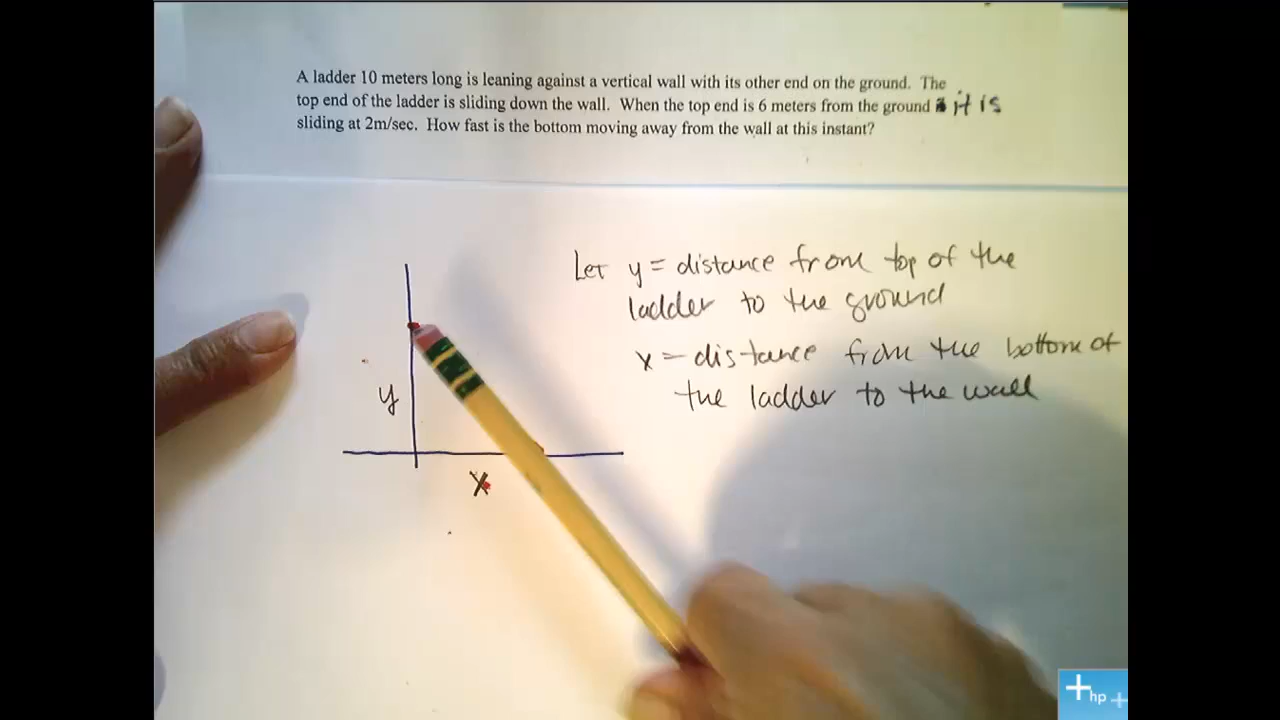 A ladder 10 meters long is leaning against a vertical wall with its other end on the ground. The
top end of the ladder is sliding down the wall. When the top end is 6 meters from the ground it is
sliding at 2m/sec. How fast is the bottom moving away from the wall at this instant?
Let y = distance from top of the
ladder to the ground
x = distance from the bottom of
the ladder to the wall
y
x
hp